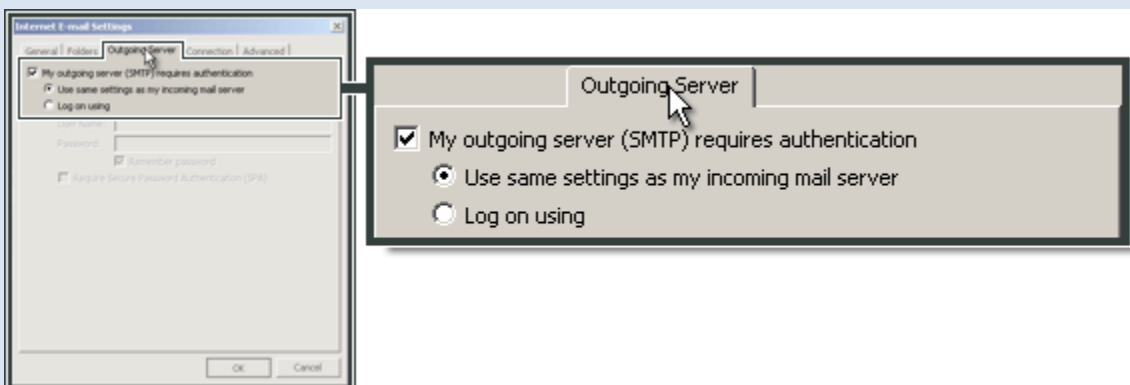 Internet E-mail Settings
General Folders Outgoing Server Connection Advanced
My outgoing server (SMTP) requires authentication
Use same settings as my incoming mail server
Log on using
User Name:
Password:
Remember password
Require Secure Password Authentication (SPA)
OK Cancel
Outgoing Server
My outgoing server (SMTP) requires authentication
Use same settings as my incoming mail server
Log on using